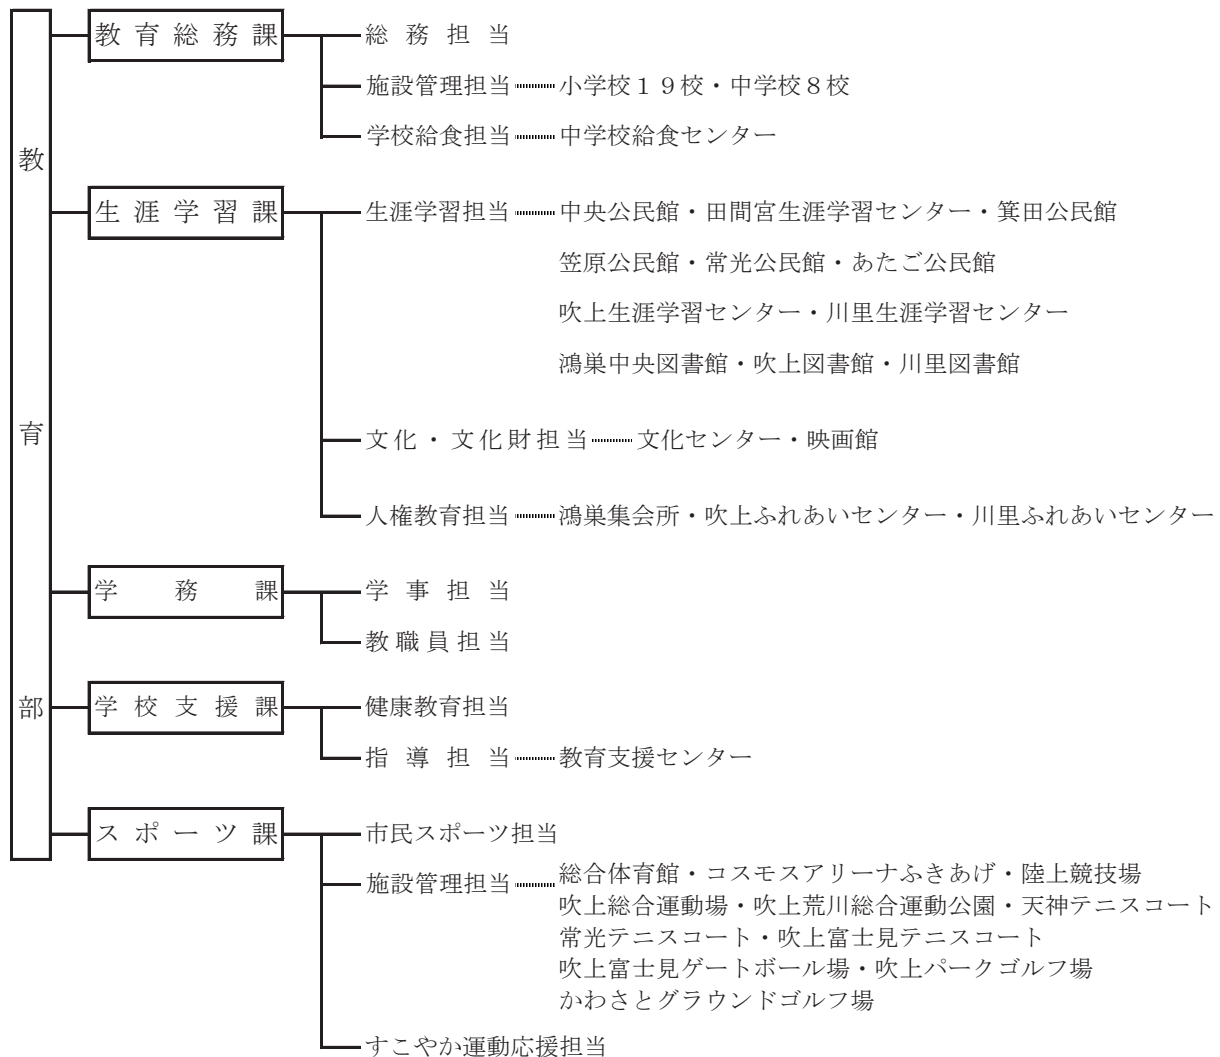 教育部
教育総務課
総務担当
施設管理担当 小学校１９校・中学校８校
学校給食担当 中学校給食センター
生涯学習課
生涯学習担当 中央公民館・田間宮生涯学習センター・箕田公民館
笠原公民館・常光公民館・あたご公民館
吹上生涯学習センター・川里生涯学習センター
鴻巣中央図書館・吹上図書館・川里図書館
文化・文化財担当 文化センター・映画館
人権教育担当 鴻巣集会所・吹上ふれあいセンター・川里ふれあいセンター
学務課
学事担当
教職員担当
学校支援課
健康教育担当
指導担当 教育支援センター
スポーツ課
市民スポーツ担当
施設管理担当 総合体育館・コスモスアリーナふきあげ・陸上競技場
吹上総合運動場・吹上荒川総合運動公園・天神テニスコート
常光テニスコート・吹上富士見テニスコート
吹上富士見ゲートボール場・吹上パークゴルフ場
かわさとグラウンドゴルフ場
すこやか運動応援担当